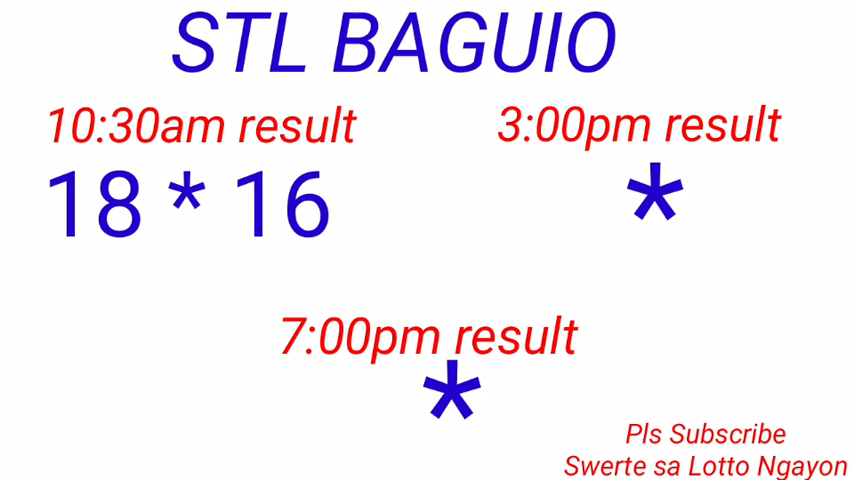 STL BAGUIO
10:30am result
18 * 16
3:00pm result
*
7:00pm result
*
Pls Subscribe
Swerte sa Lotto Ngayon